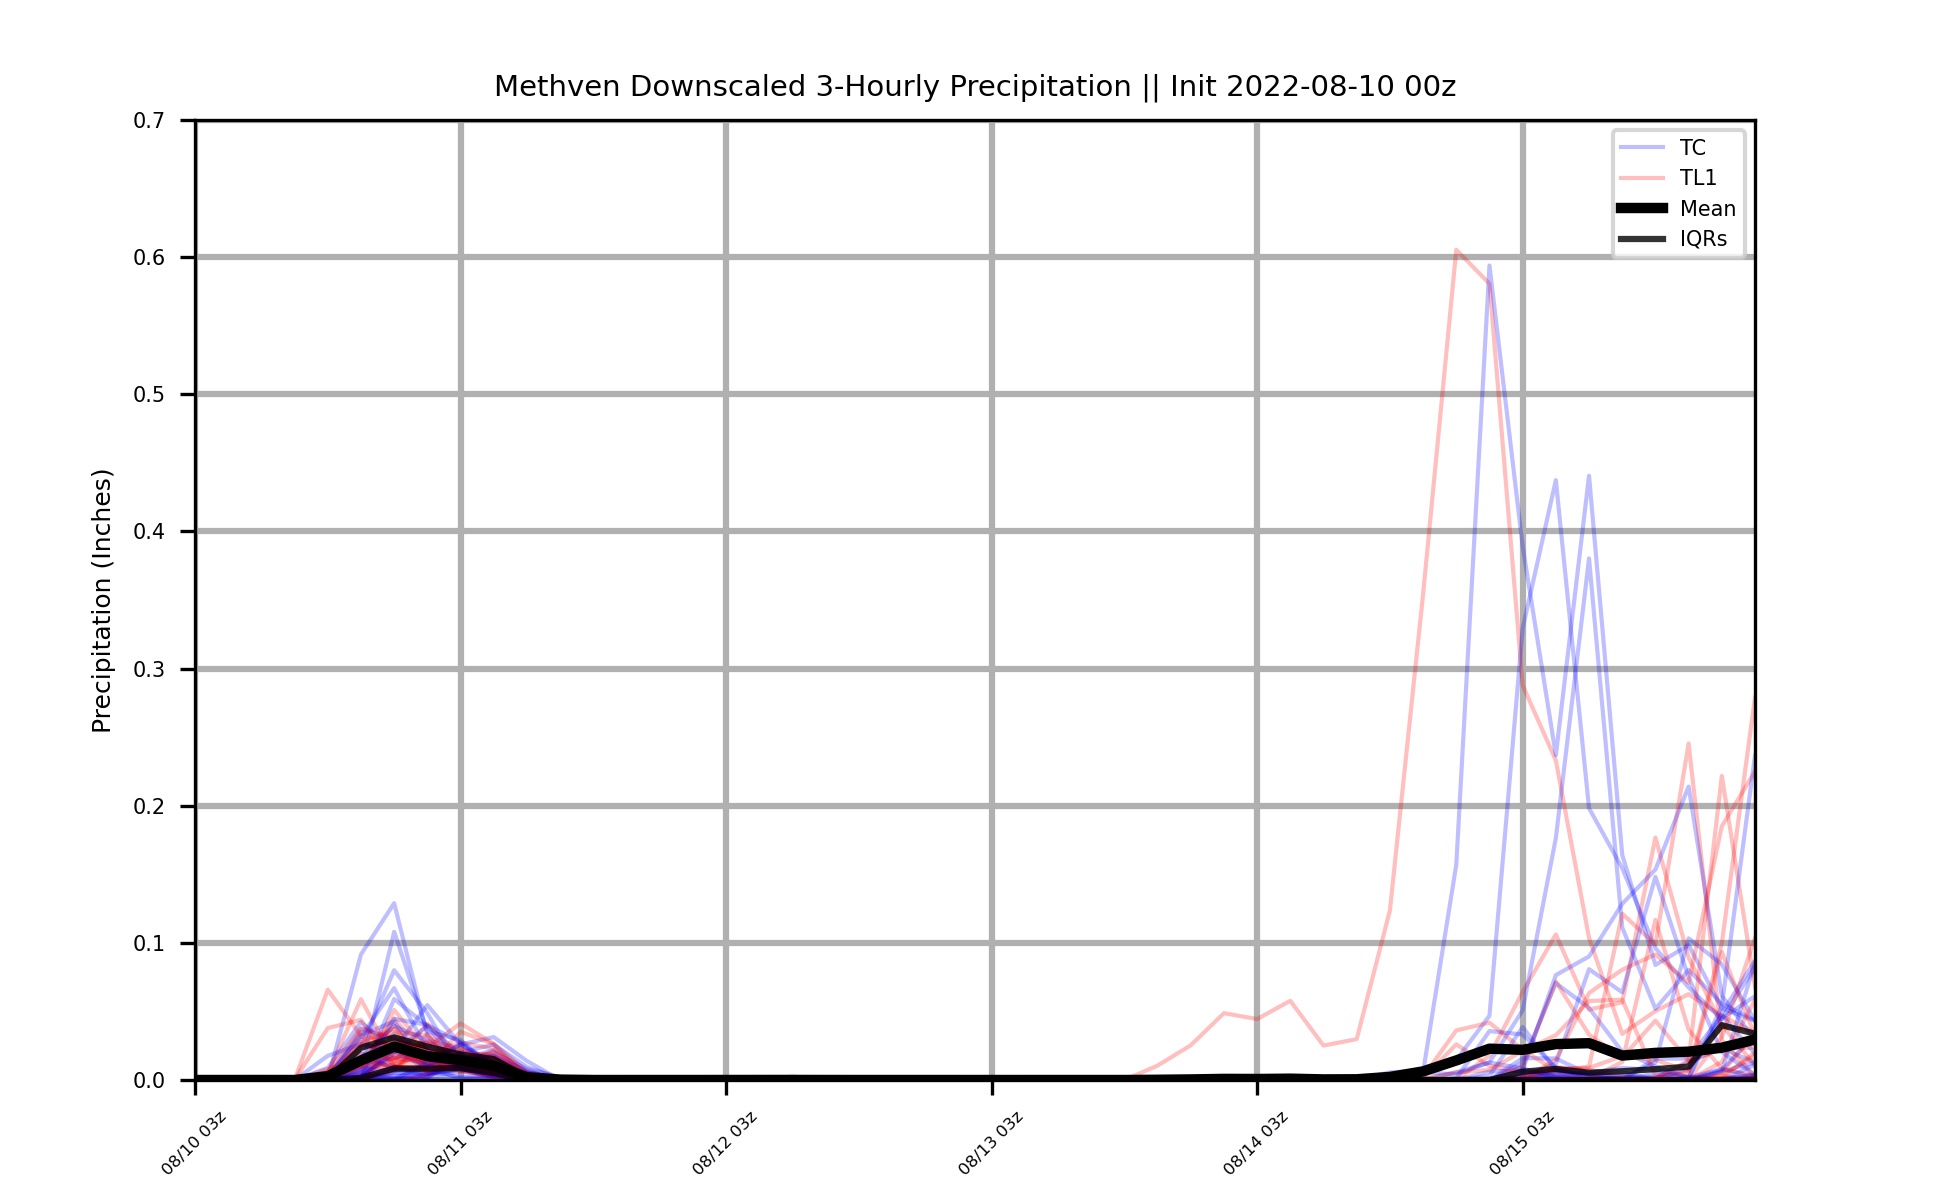 Methven Downscaled 3-Hourly Precipitation || Init 2022-08-10 00z
TC
TL1
Mean
IQRs
Precipitation (Inches)
0.7
0.6
0.5
0.4
0.3
0.2
0.1
0.0
08/10 03z
08/11 03z
08/12 03z
08/13 03z
08/14 03z
08/15 03z